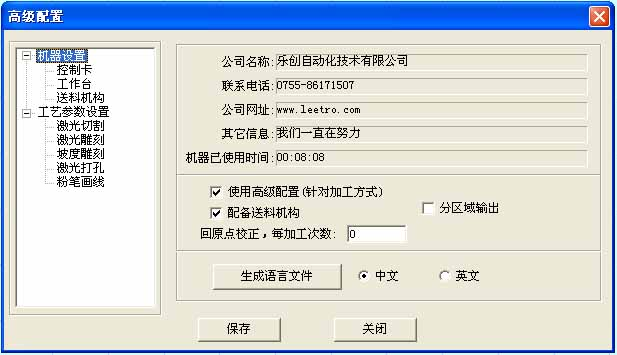 高级配置
机器设置
控制卡
工作台
送料机构
工艺参数设置
激光切割
激光雕刻
坡度雕刻
激光打孔
粉笔画线
公司名称:乐创自动化技术有限公司
联系电话:0755-86171507
公司网址:www.leetro.com
其它信息:我们一直在努力
机器已使用时间:00:08:08
使用高级配置(针对加工方式)
配备送料机构
分区域输出
回原点校正，每加工次数: 0
生成语言文件 中文 英文
保存 关闭